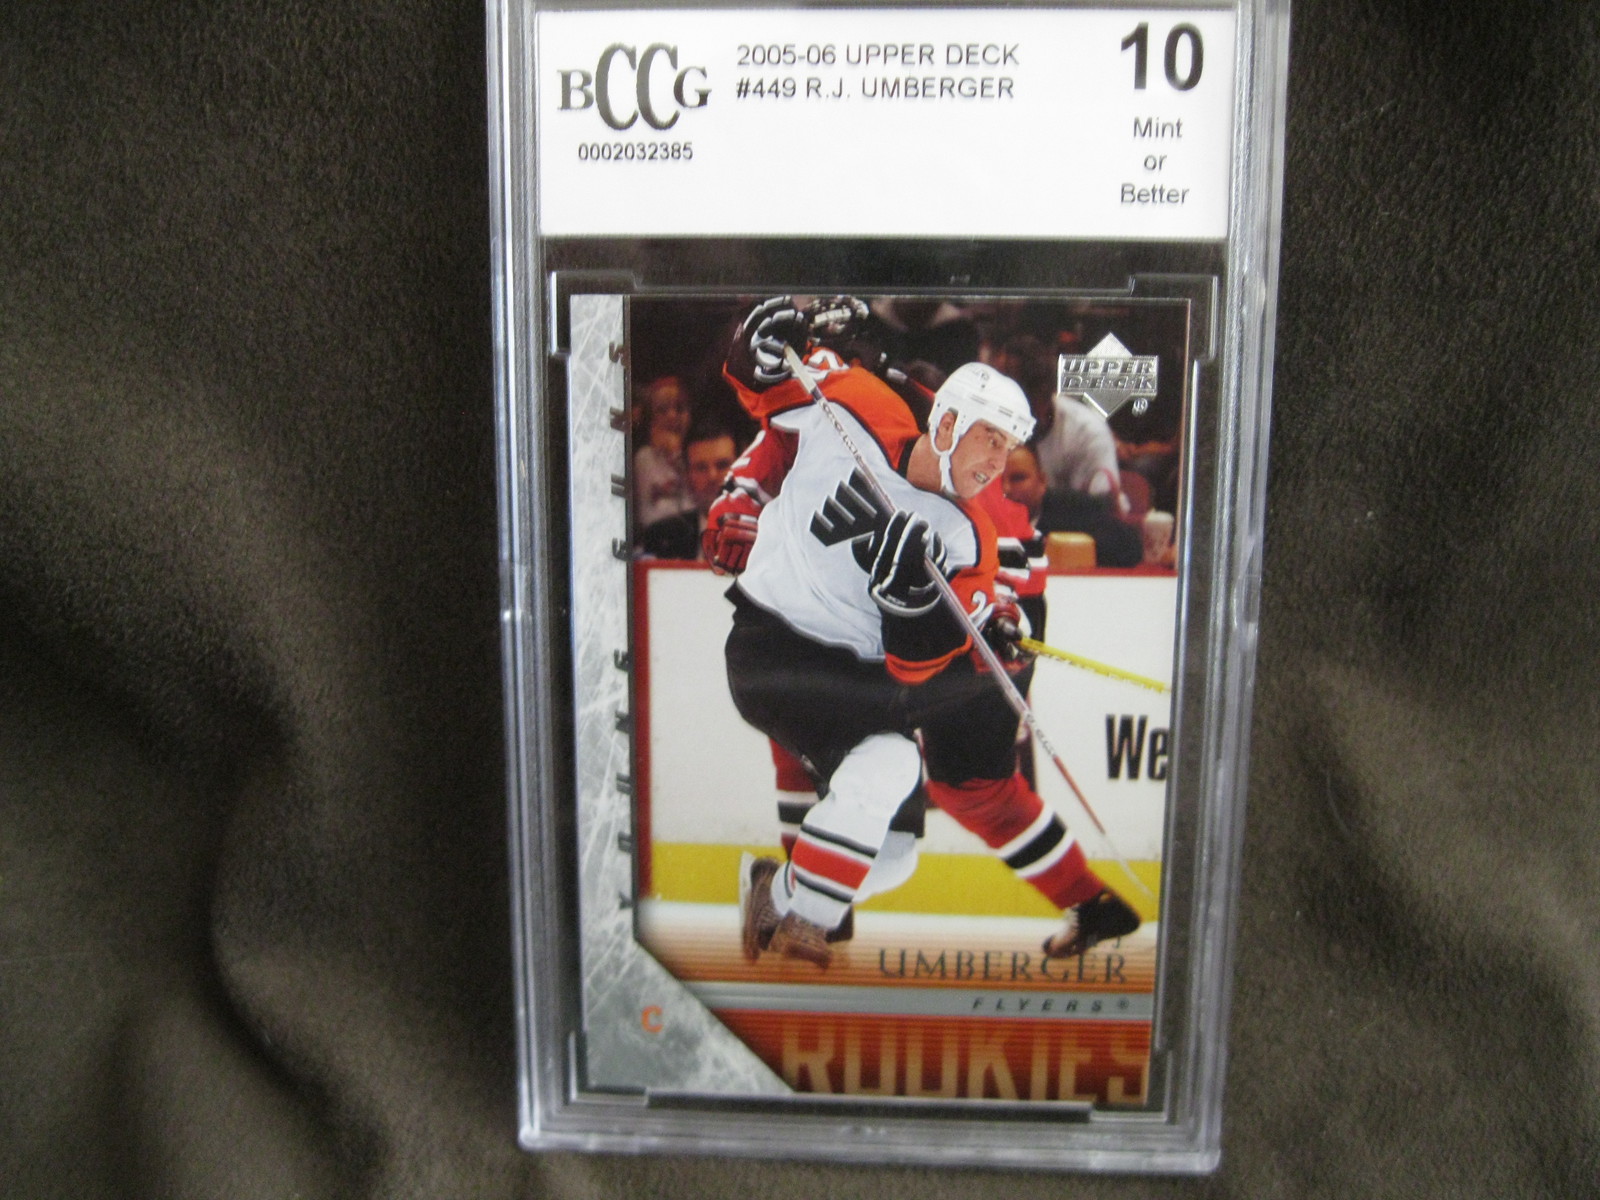 BCCG
0002032385
2005-06 UPPER DECK
#449 R.J. UMBERGER
10
Mint
or
Better
UPPER
DECK
YOUNG GUNS
2
We
UMBERGER
FLYERS®
C
ROOKIES